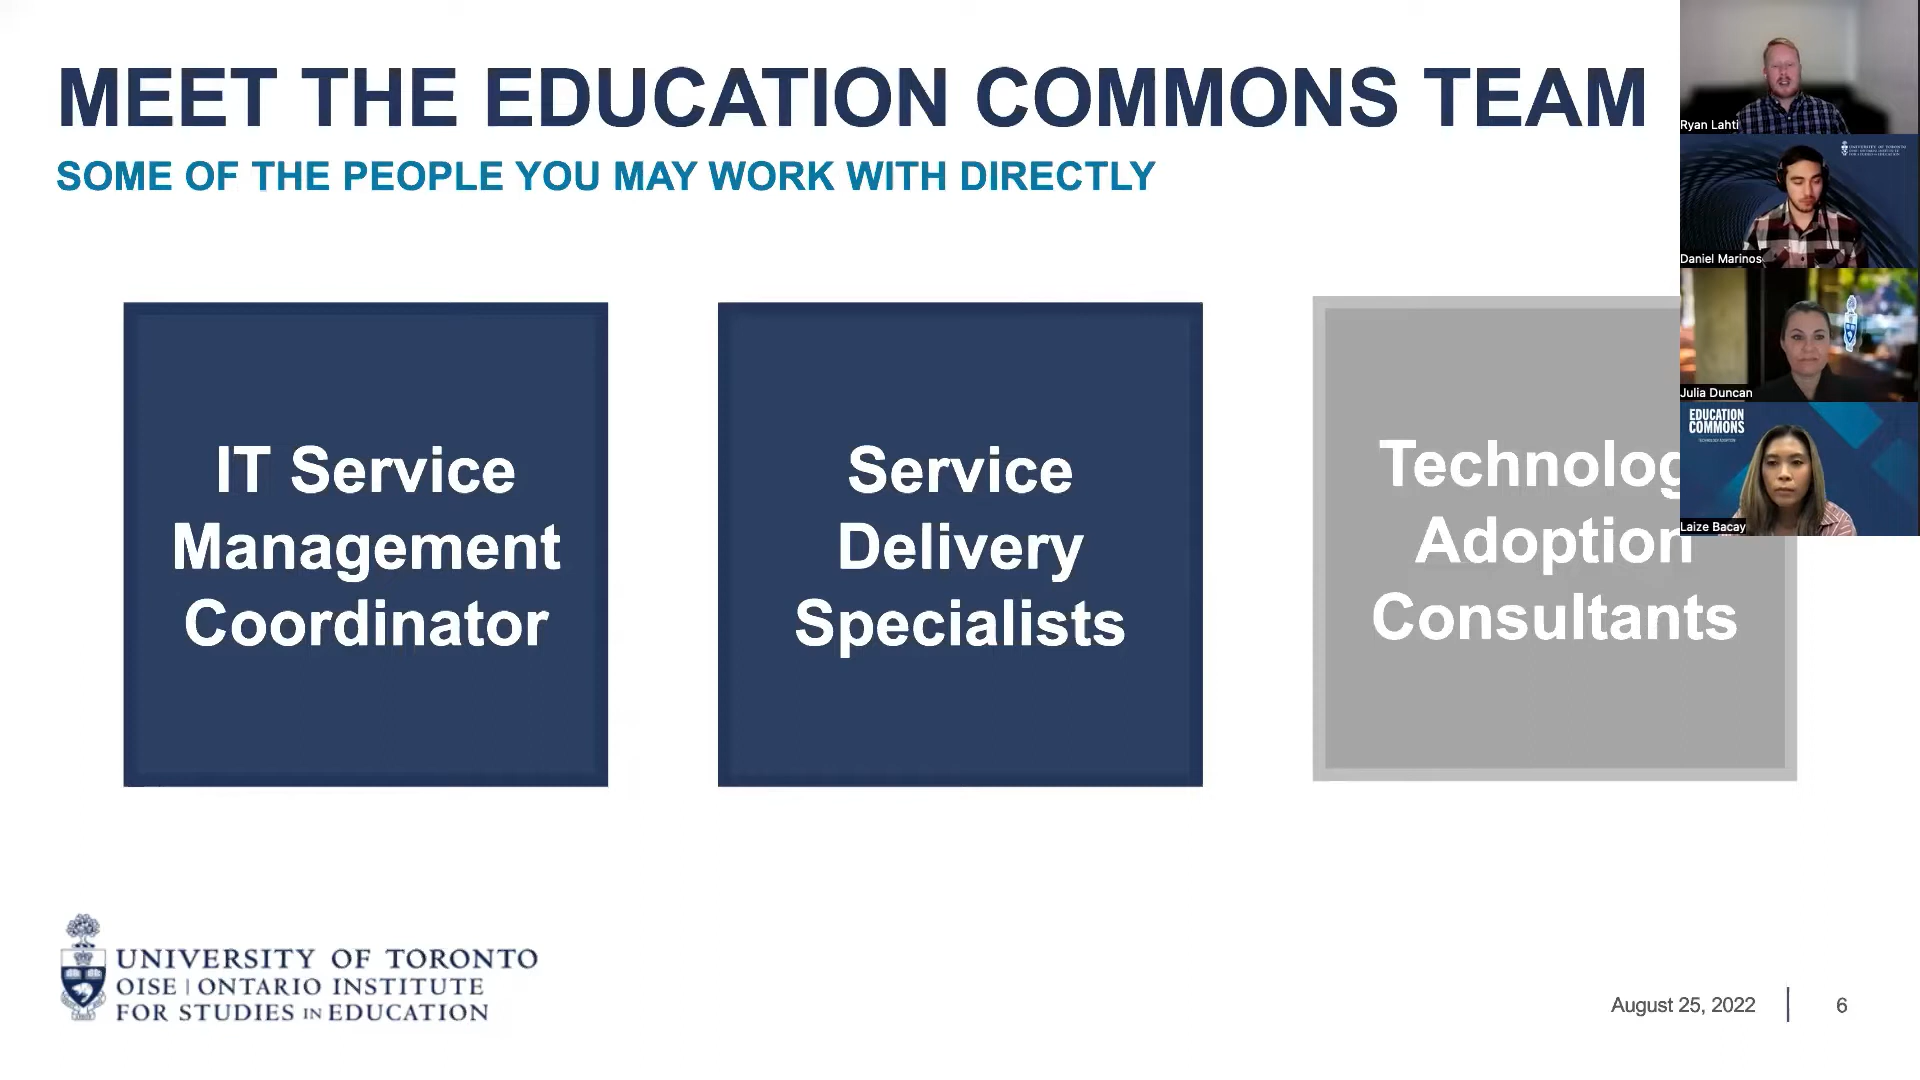 MEET THE EDUCATION COMMONS TEAM
SOME OF THE PEOPLE YOU MAY WORK WITH DIRECTLY
IT Service
Management
Coordinator
Service
Delivery
Specialists
Technolog
Adoption
Consultants
Ryan Lahti
Daniel Marinos
Julia Duncan
EDUCATION
COMMONS
TECHNOLOGY ADOPTION
Laize Bacay
UNIVERSITY OF TORONTO
OISE | ONTARIO INSTITUTE
FOR STUDIES IN EDUCATION
August 25, 2022
6